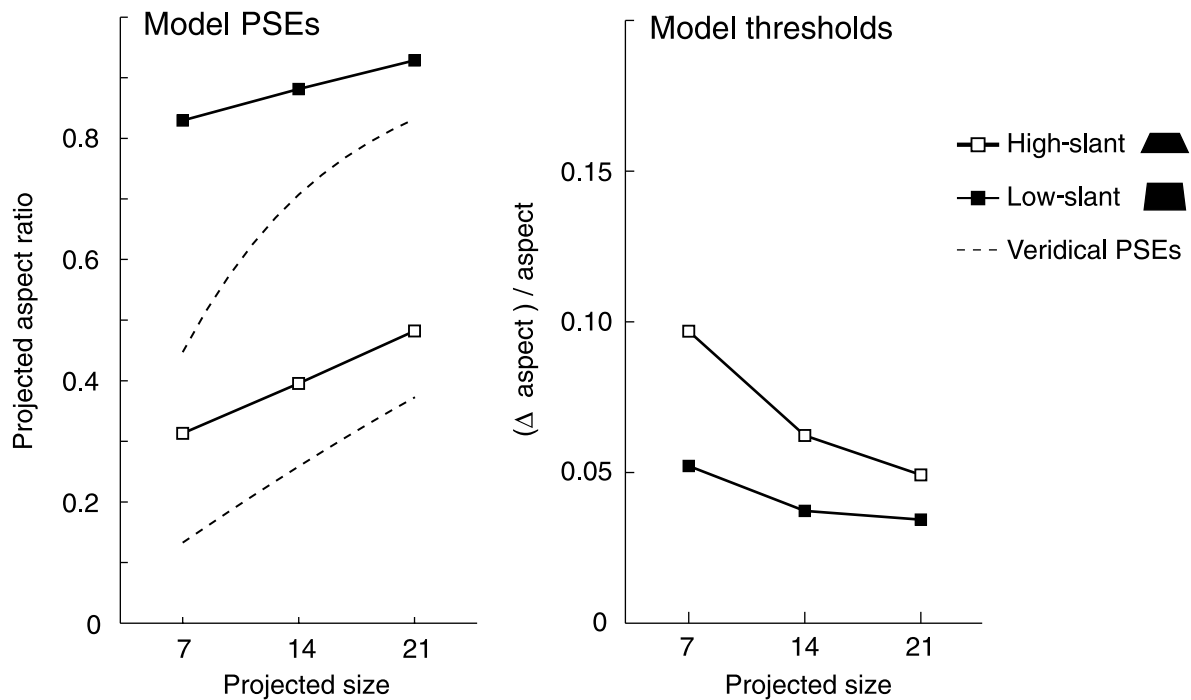 Model PSEs
Projected aspect ratio
0.8
0.6
0.4
0.2
0
7 14 21
Projected size
Model thresholds
(Δ aspect ) / aspect
0.15
0.10
0.05
0
7 14 21
Projected size
High-slant
Low-slant
Veridical PSEs